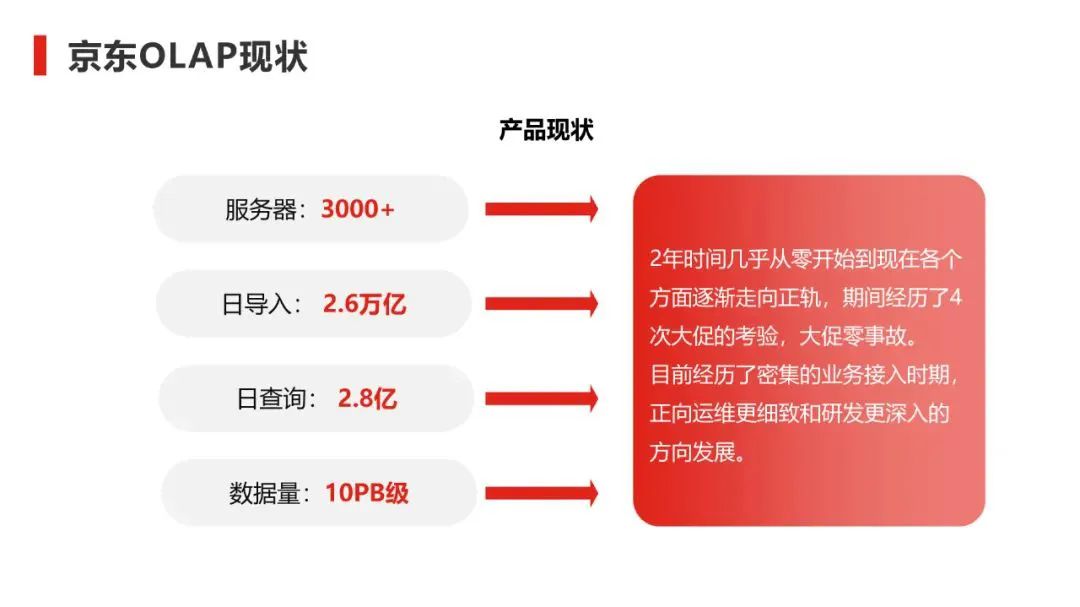 京东OLAP现状
产品现状
服务器：3000+
日导入： 2.6万亿
日查询： 2.8亿
数据量：10PB级
2年时间几乎从零开始到现在各个
方面逐渐走向正轨，期间经历了4
次大促的考验，大促零事故。
目前经历了密集的业务接入时期，
正向运维更细致和研发更深入的
方向发展。